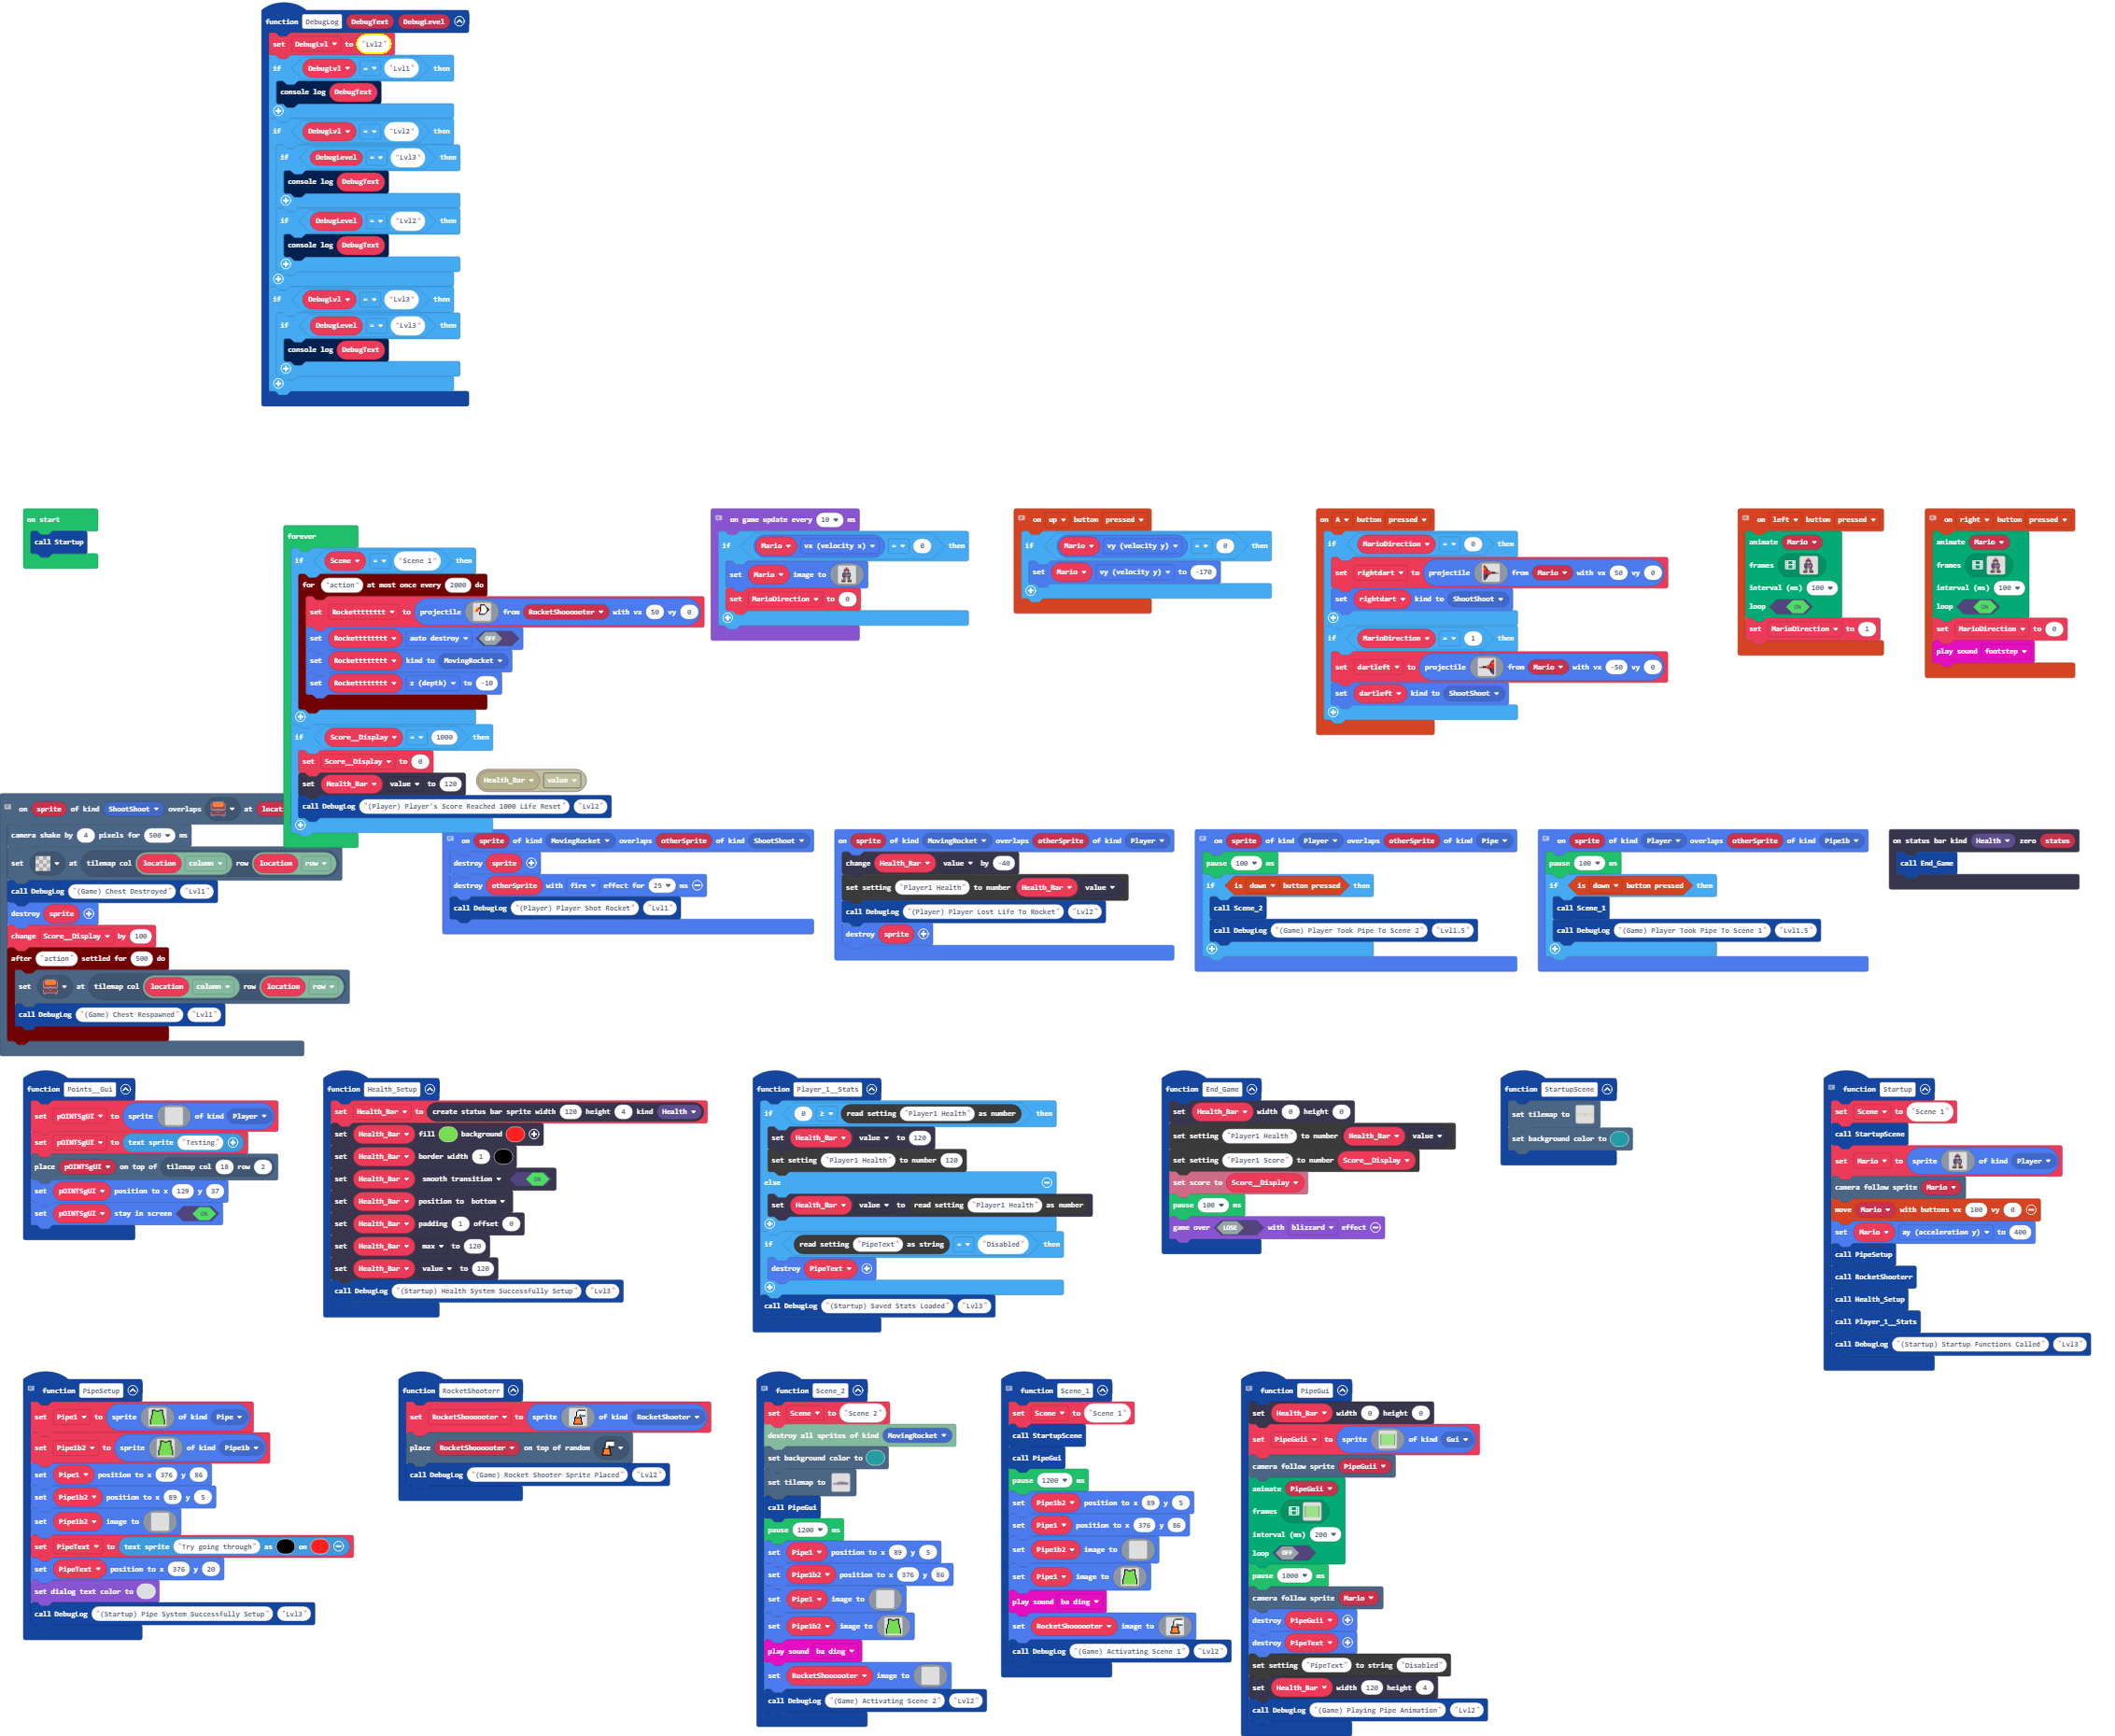 function DebugLog DebugText DebugLevel
set DebugLvl to "Lvl2"
if DebugLvl = "Lvl1" then
console log DebugText
if DebugLvl = "Lvl2" then
if DebugLevel = "Lvl3" then
console log DebugText
if DebugLevel = "Lvl2" then
console log DebugText
if DebugLvl = "Lvl3" then
if DebugLevel = "Lvl3" then
console log DebugText
on start
call Startup
forever
if Scene = "Scene 1" then
for "action" at most once every 2000 do
set Rockettttttt to projectile from RocketShoooooter with vx 50 vy 0
set Rockettttttt auto destroy OFF
set Rockettttttt kind to MovingRocket
set Rockettttttt z (depth) to -10
if Score__Display = 1000 then
set Score__Display to 0
set Health_Bar value to 120
Health_Bar value
call DebugLog "(Player) Player's Score Reached 1000 Life Reset" "Lvl2"
on game update every 10 ms
if Mario vx (velocity x) = 0 then
set Mario image to
set MarioDirection to 0
on up button pressed
if Mario vy (velocity y) = 0 then
set Mario vy (velocity y) to -170
on A button pressed
if MarioDirection = 0 then
set rightdart to projectile from Mario with vx 50 vy 0
set rightdart kind to ShootShoot
if MarioDirection = 1 then
set dartleft to projectile from Mario with vx -50 vy 0
set dartleft kind to ShootShoot
on left button pressed
animate Mario
frames
interval (ms) 100
loop ON
set MarioDirection to 1
on right button pressed
animate Mario
frames
interval (ms) 100
loop ON
set MarioDirection to 0
play sound footstep
on sprite of kind ShootShoot overlaps at locati
camera shake by 4 pixels for 500 ms
set at tilemap col location column row location row
call DebugLog "(Game) Chest Destroyed" "Lvl1"
destroy sprite
change Score__Display by 100
after "action" settled for 500 do
set at tilemap col location column row location row
call DebugLog "(Game) Chest Respawned" "Lvl1"
on sprite of kind MovingRocket overlaps otherSprite of kind ShootShoot
destroy sprite
destroy otherSprite with fire effect for 25 ms
call DebugLog "(Player) Player Shot Rocket" "Lvl1"
on sprite of kind MovingRocket overlaps otherSprite of kind Player
change Health_Bar value by -40
set setting "Player1 Health" to number Health_Bar value
call DebugLog "(Player) Player Lost Life To Rocket" "Lvl2"
destroy sprite
on sprite of kind Player overlaps otherSprite of kind Pipe
pause 100 ms
if is down button pressed then
call Scene_2
call DebugLog "(Game) Player Took Pipe To Scene 2" "Lvl1.5"
on sprite of kind Player overlaps otherSprite of kind Pipe1b
pause 100 ms
if is down button pressed then
call Scene_1
call DebugLog "(Game) Player Took Pipe To Scene 1" "Lvl1.5"
on status bar kind Health zero status
call End_Game
function Points__Gui
set pOINTSgUI to sprite of kind Player
set pOINTSgUI to text sprite "Testing"
place pOINTSgUI on top of tilemap col 18 row 2
set pOINTSgUI position to x 129 y 37
set pOINTSgUI stay in screen ON
function Health_Setup
set Health_Bar to create status bar sprite width 120 height 4 kind Health
set Health_Bar fill background
set Health_Bar border width 1
set Health_Bar smooth transition ON
set Health_Bar position to bottom
set Health_Bar padding 1 offset 0
set Health_Bar max to 120
set Health_Bar value to 120
call DebugLog "(Startup) Health System Successfully Setup" "Lvl3"
function Player_1__Stats
if 0 ≥ read setting "Player1 Health" as number then
set Health_Bar value to 120
set setting "Player1 Health" to number 120
else
set Health_Bar value to read setting "Player1 Health" as number
if read setting "PipeText" as string = "Disabled" then
destroy PipeText
call DebugLog "(Startup) Saved Stats Loaded" "Lvl3"
function End_Game
set Health_Bar width 0 height 0
set setting "Player1 Health" to number Health_Bar value
set setting "Player1 Score" to number Score__Display
set score to Score__Display
pause 100 ms
game over LOSE with blizzard effect
function StartupScene
set tilemap to
set background color to
function Startup
set Scene to "Scene 1"
call StartupScene
set Mario to sprite of kind Player
camera follow sprite Mario
move Mario with buttons vx 100 vy 0
set Mario ay (acceleration y) to 400
call PipeSetup
call RocketShooterr
call Health_Setup
call Player_1__Stats
call DebugLog "(Startup) Startup Functions Called" "Lvl3"
function PipeSetup
set Pipe1 to sprite of kind Pipe
set Pipe1b2 to sprite of kind Pipe1b
set Pipe1 position to x 376 y 86
set Pipe1b2 position to x 89 y 5
set Pipe1b2 image to
set PipeText to text sprite "Try going through" as on
set PipeText position to x 376 y 20
set dialog text color to
call DebugLog "(Startup) Pipe System Successfully Setup" "Lvl3"
function RocketShooterr
set RocketShoooooter to sprite of kind RocketShooter
place RocketShoooooter on top of random
call DebugLog "(Game) Rocket Shooter Sprite Placed" "Lvl2"
function Scene_2
set Scene to "Scene 2"
destroy all sprites of kind MovingRocket
set background color to
set tilemap to
call PipeGui
pause 1200 ms
set Pipe1 position to x 89 y 5
set Pipe1b2 position to x 376 y 86
set Pipe1 image to
set Pipe1b2 image to
play sound ba ding
set RocketShoooooter image to
call DebugLog "(Game) Activating Scene 2" "Lvl2"
function Scene_1
set Scene to "Scene 1"
call StartupScene
call PipeGui
pause 1200 ms
set Pipe1b2 position to x 89 y 5
set Pipe1 position to x 376 y 86
set Pipe1b2 image to
set Pipe1 image to
play sound ba ding
set RocketShoooooter image to
call DebugLog "(Game) Activating Scene 1" "Lvl2"
function PipeGui
set Health_Bar width 0 height 0
set PipeGuii to sprite of kind Gui
camera follow sprite PipeGuii
animate PipeGuii
frames
interval (ms) 200
loop OFF
pause 1000 ms
camera follow sprite Mario
destroy PipeGuii
destroy PipeText
set setting "PipeText" to string "Disabled"
set Health_Bar width 120 height 4
call DebugLog "(Game) Playing Pipe Animation" "Lvl2"